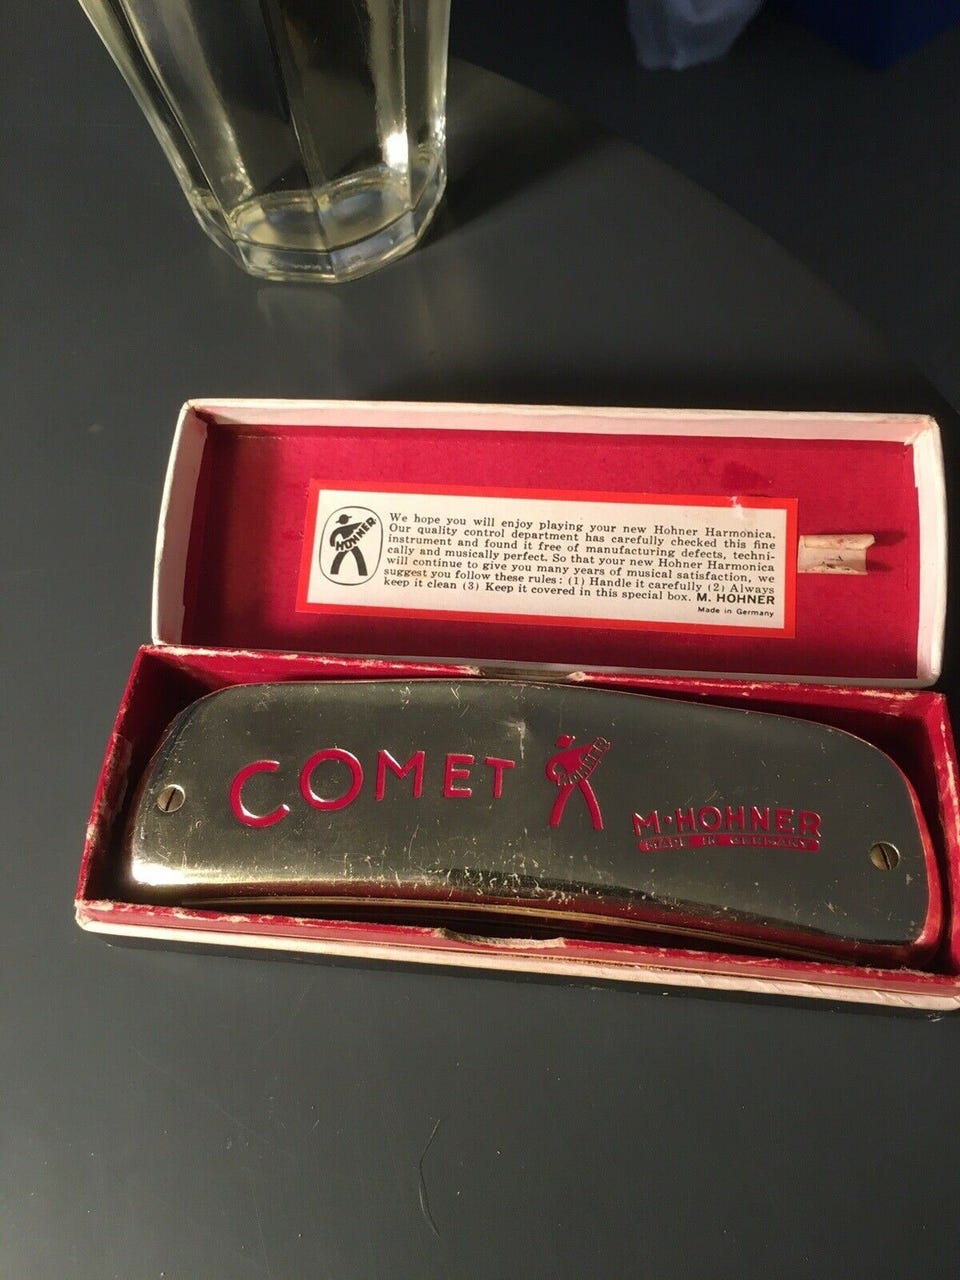 HOHNER
We hope you will enjoy playing your new Hohner Harmonica.
Our quality control department has carefully checked this fine
instrument and found it free of manufacturing defects, techni-
cally and musically perfect. So that your new Hohner Harmonica
will continue to give you many years of musical satisfaction, we
suggest you follow these rules: (1) Handle it carefully (2) Always
keep it clean (3) Keep it covered in this special box. M. HOHNER
Made in Germany
COMET
HOHNER
M·HOHNER
MADE IN GERMANY